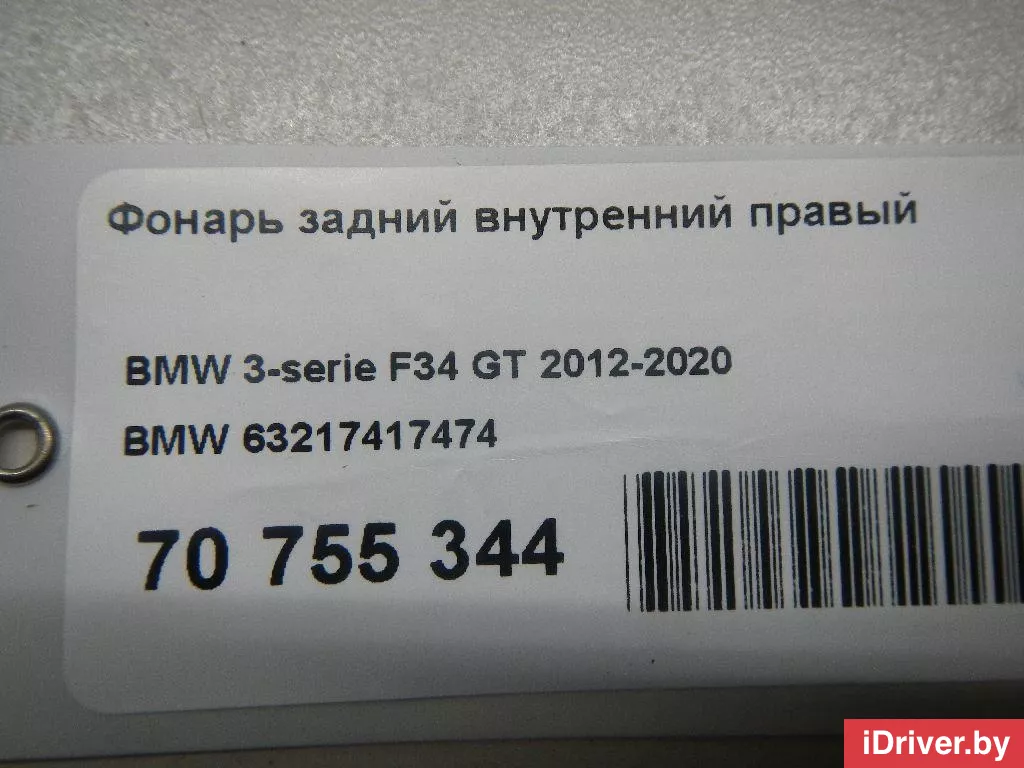 Фонарь задний внутренний правый
BMW 3-serie F34 GT 2012-2020
BMW 63217417474
70 755 344
iDriver.by